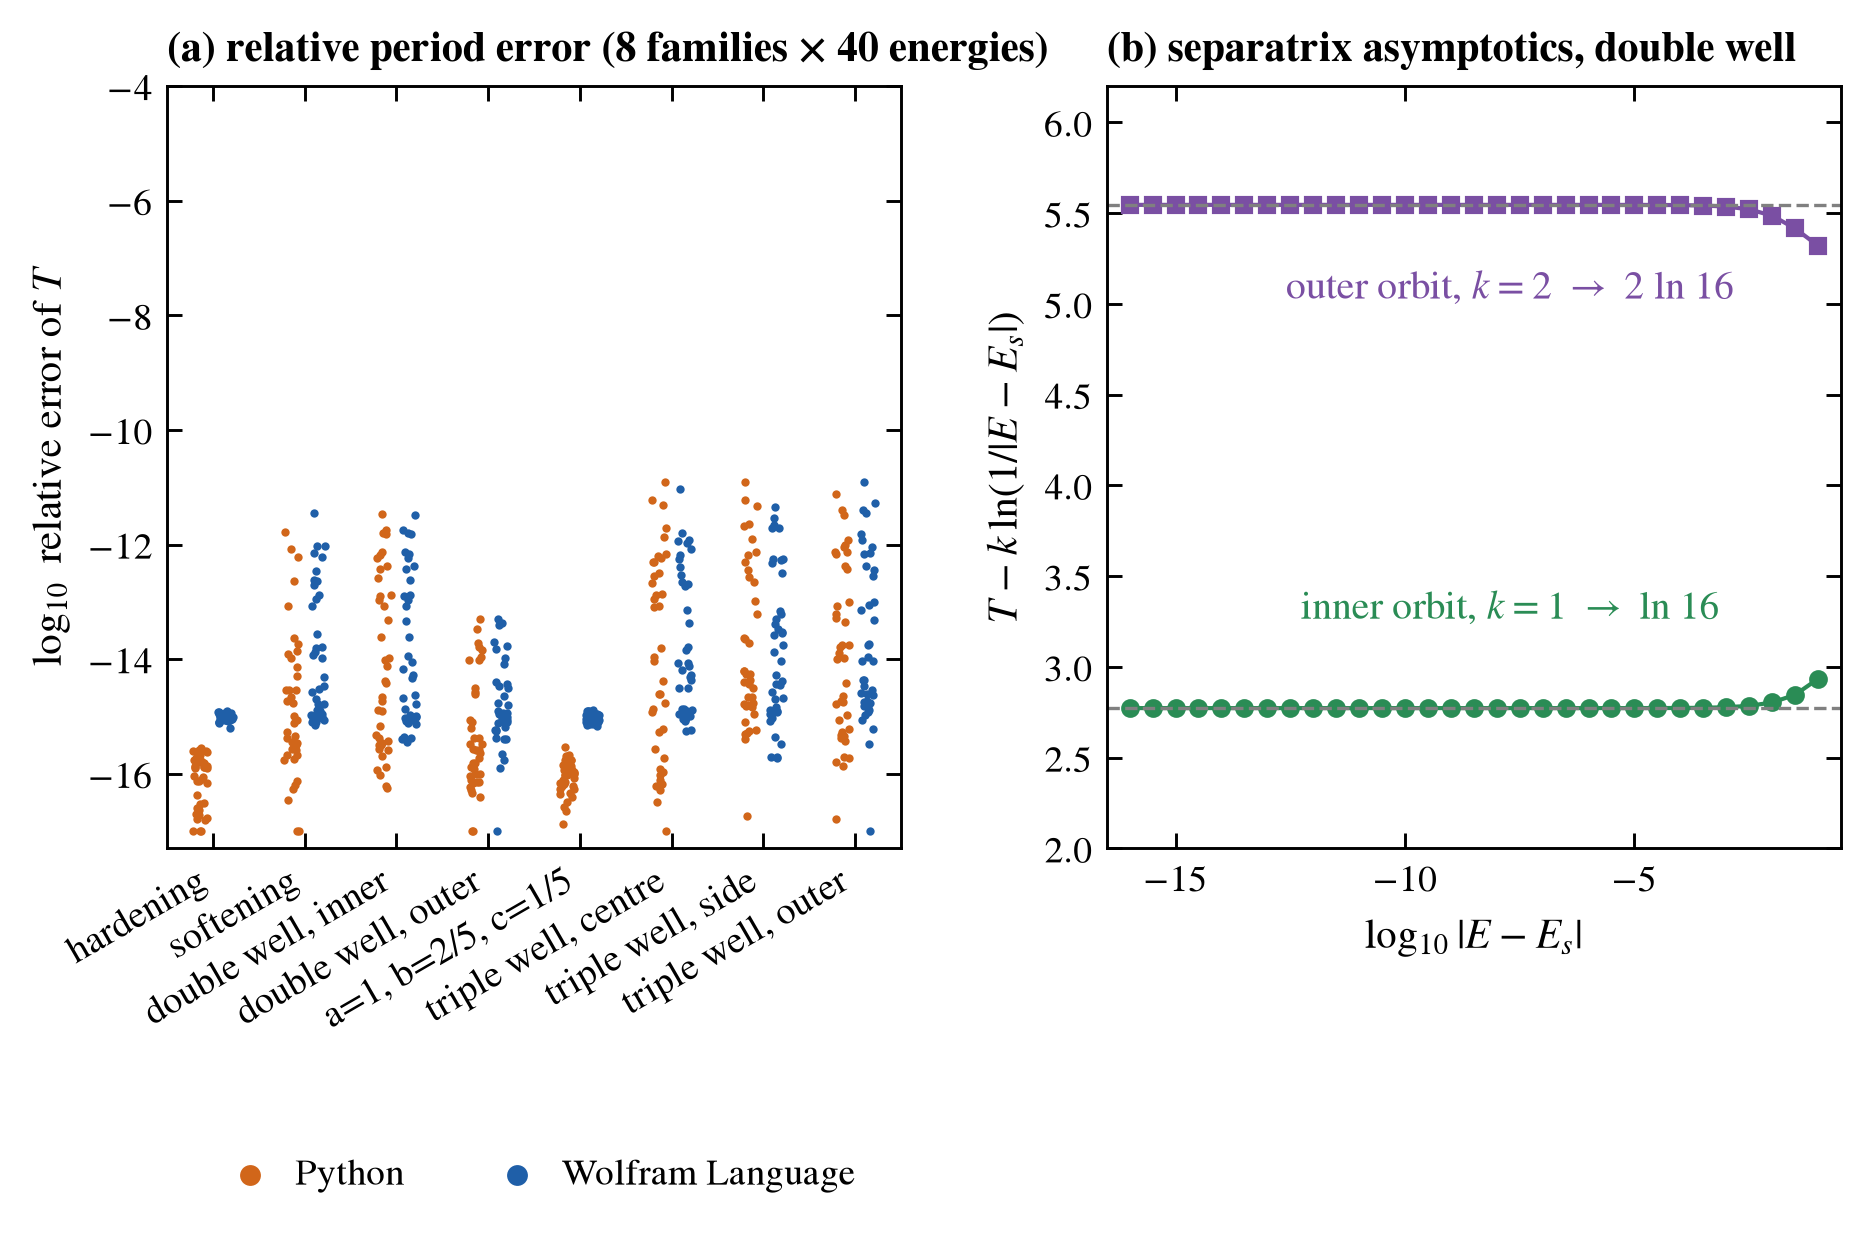 (a) relative period error (8 families × 40 energies)
−4
−6
−8
−10
−12
−14
−16
log₁₀ relative error of T
hardening
softening
double well, inner
double well, outer
a=1, b=2/5, c=1/5
triple well, centre
triple well, side
triple well, outer
Python
Wolfram Language
(b) separatrix asymptotics, double well
6.0
5.5
5.0
4.5
4.0
3.5
3.0
2.5
2.0
T − k ln(1/|E − Eₛ|)
outer orbit, k = 2 → 2 ln 16
inner orbit, k = 1 → ln 16
−15
−10
−5
log₁₀ |E − Eₛ|